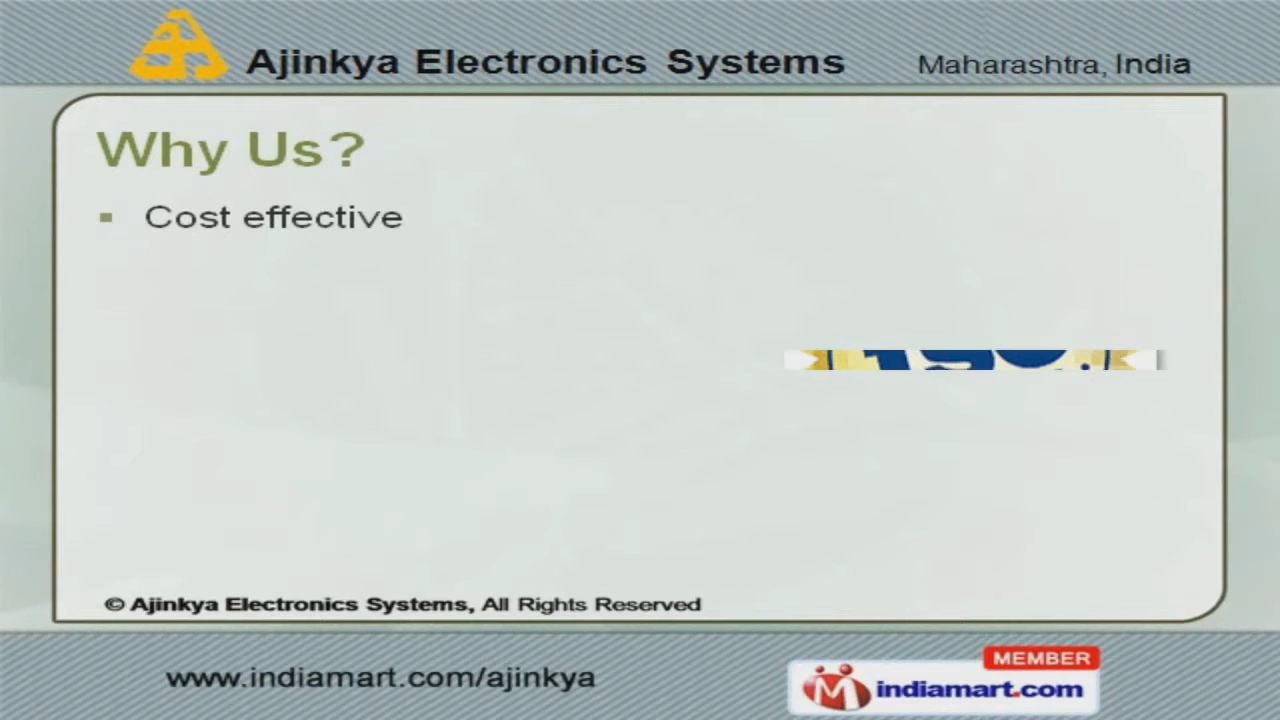 Ajinkya Electronics Systems
Maharashtra, India
Why Us?
Cost effective
© Ajinkya Electronics Systems, All Rights Reserved
www.indiamart.com/ajinkya
MEMBER
indiamart.com